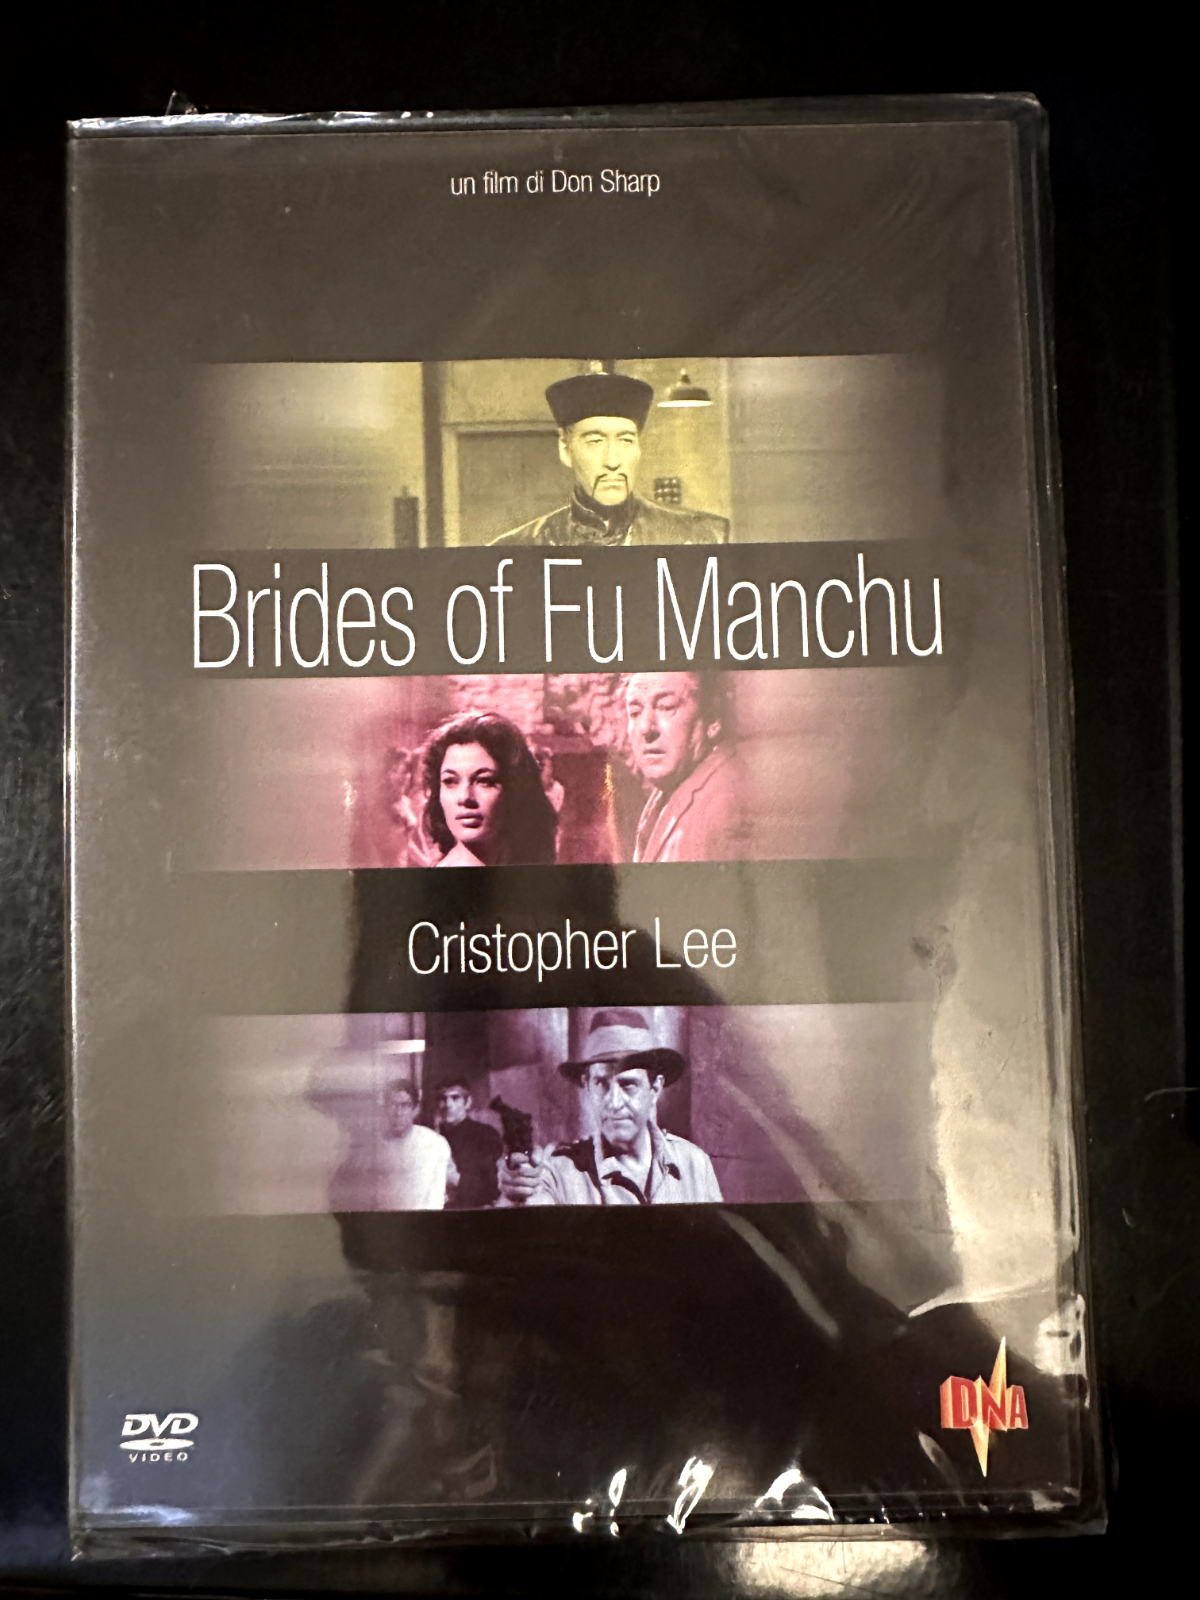 un film di Don Sharp
Brides of Fu Manchu
Cristopher Lee
DVD
VIDEO
DNA